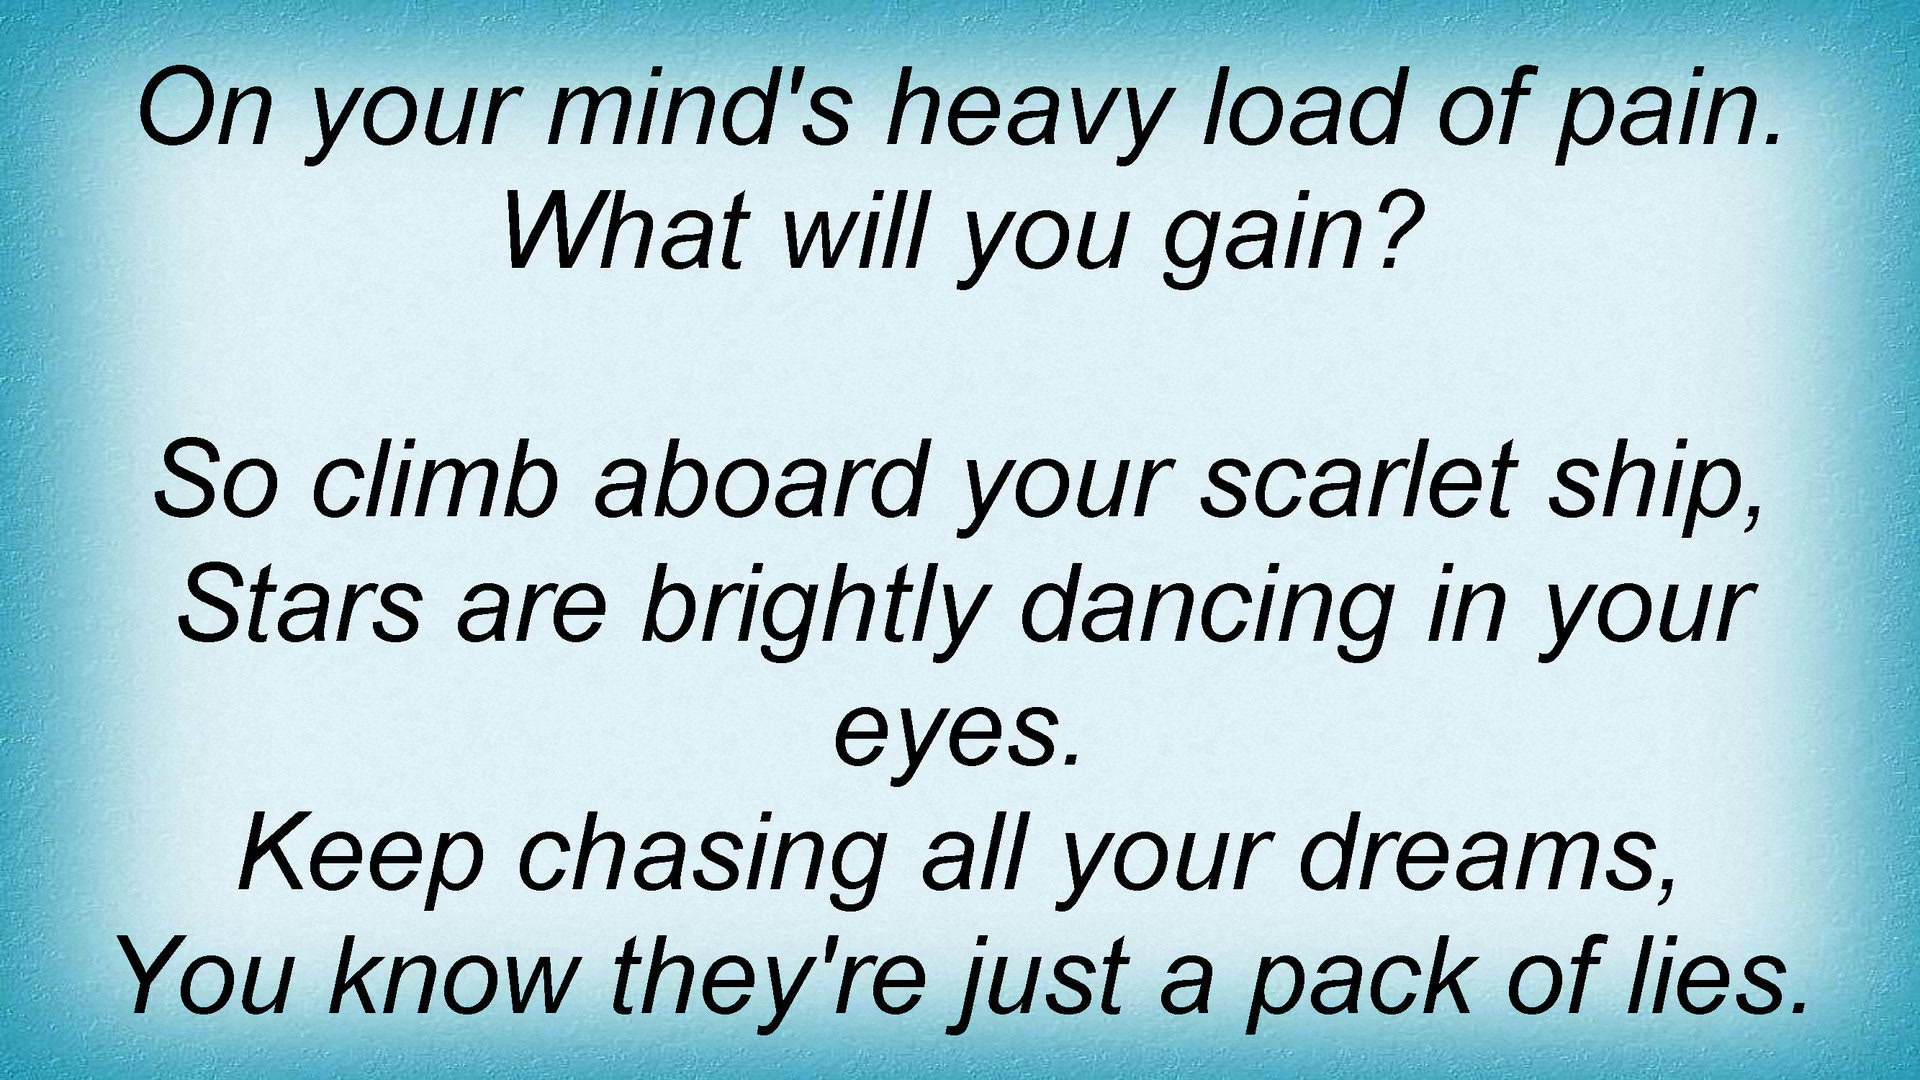 On your mind's heavy load of pain.
What will you gain?
So climb aboard your scarlet ship,
Stars are brightly dancing in your
eyes.
Keep chasing all your dreams,
You know they're just a pack of lies.